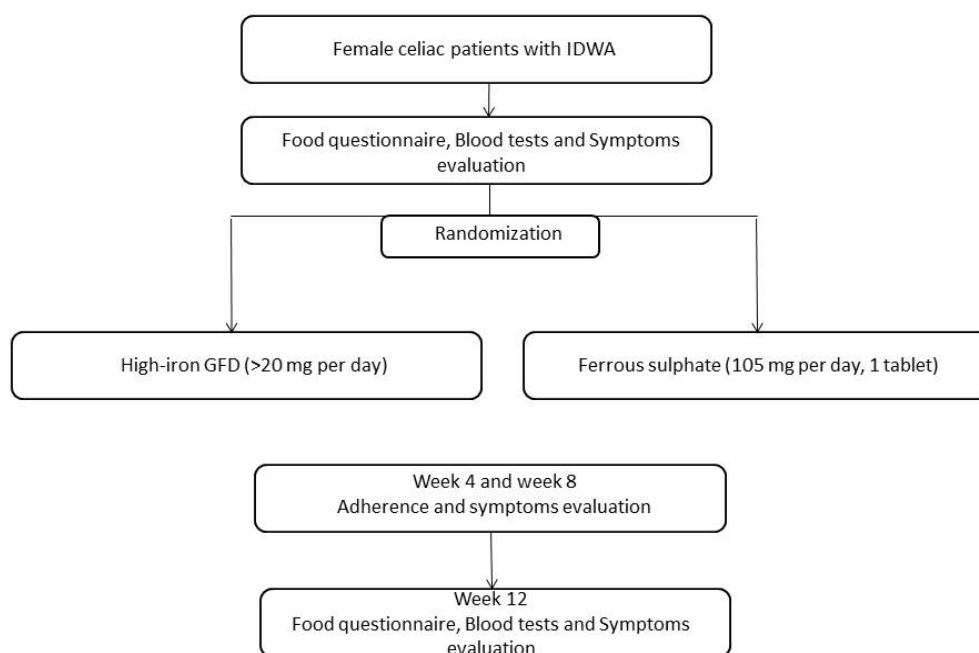 Female celiac patients with IDWA
Food questionnaire, Blood tests and Symptoms
evaluation
Randomization
High-iron GFD (>20 mg per day)
Ferrous sulphate (105 mg per day, 1 tablet)
Week 4 and week 8
Adherence and symptoms evaluation
Week 12
Food questionnaire, Blood tests and Symptoms
evaluation